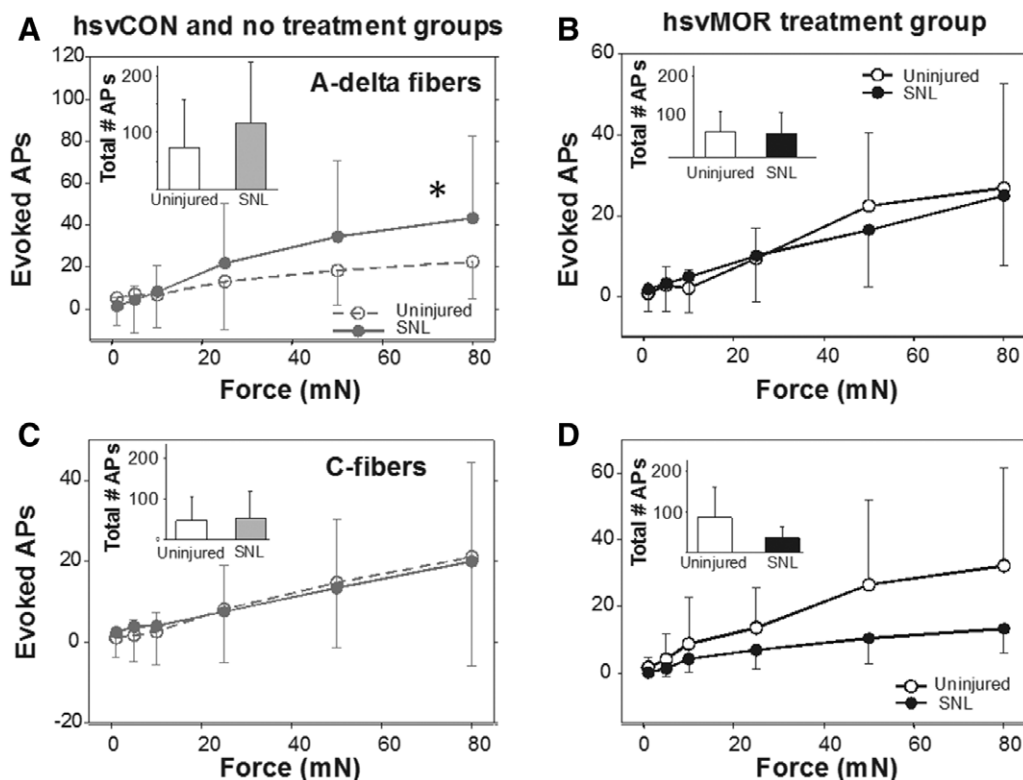 hsvCON and no treatment groups
hsvMOR treatment group
A
120
100
80
60
40
20
0
Evoked APs
A-delta fibers
200
100
Total # APs
Uninjured
SNL
*
Uninjured
SNL
0
20
40
60
80
Force (mN)
B
60
40
20
0
Evoked APs
200
100
Total # APs
Uninjured
SNL
Uninjured
SNL
0
20
40
60
80
Force (mN)
C
40
20
0
-20
Evoked APs
C-fibers
200
100
Total # APs
Uninjured
SNL
0
20
40
60
80
Force (mN)
D
60
40
20
0
Evoked APs
200
100
Total # APs
Uninjured
SNL
Uninjured
SNL
0
20
40
60
80
Force (mN)